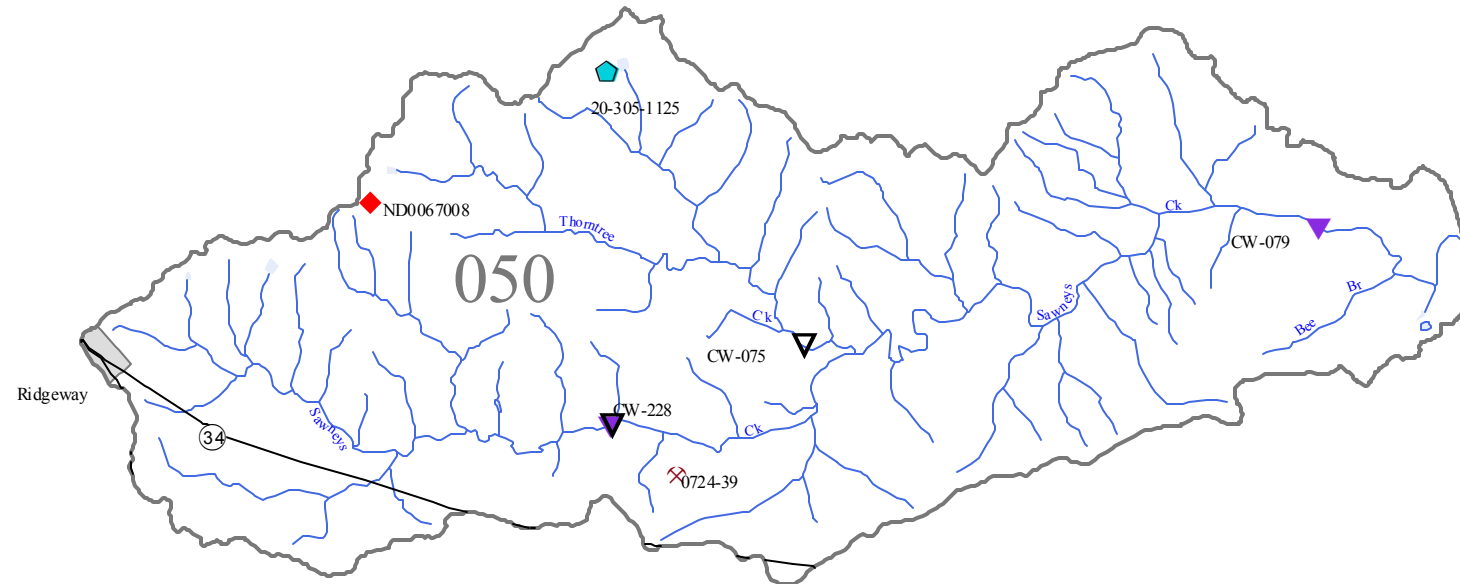 20-305-1125
ND0067008
Ck
Thorntree
CW-079
050
Br
Sawneys
Bee
Ck
CW-075
Ridgeway
CW-228
Sawneys
Ck
34
0724-39